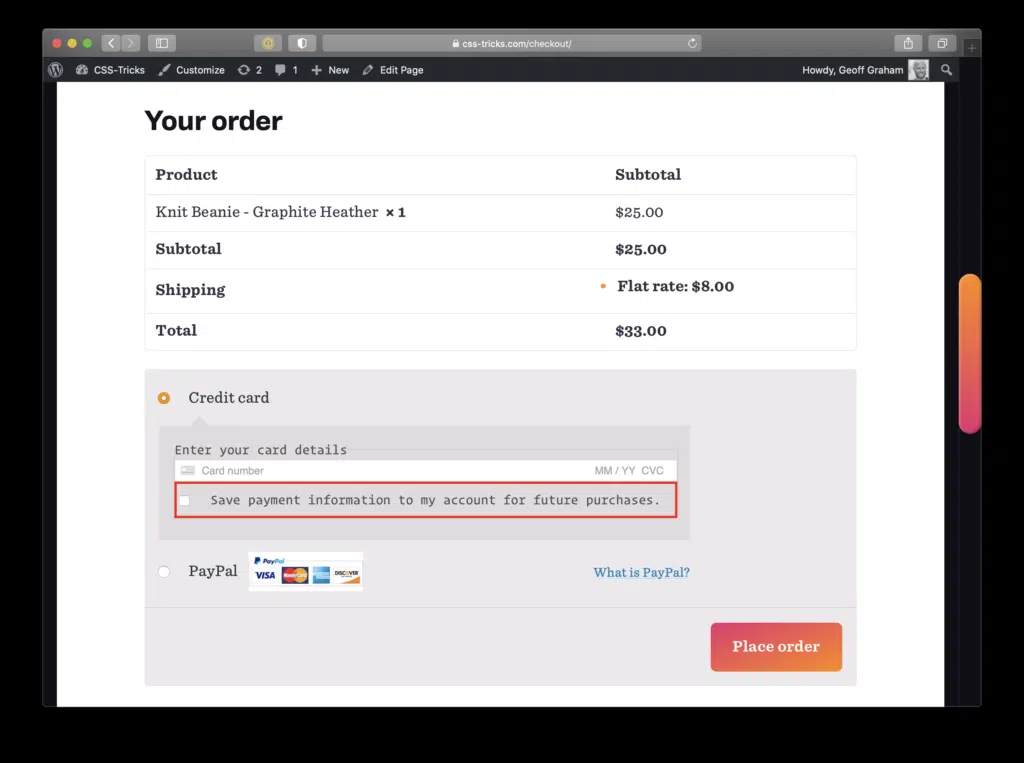 css-tricks.com/checkout/
CSS-Tricks Customize 2 1 New Edit Page Howdy, Geoff Graham
Your order
Product Subtotal
Knit Beanie - Graphite Heather × 1 $25.00
Subtotal $25.00
Shipping Flat rate: $8.00
Total $33.00
Credit card
Enter your card details
Card number MM / YY CVC
Save payment information to my account for future purchases.
PayPal
PayPal What is PayPal?
VISA MasterCard DISCOVER
Place order